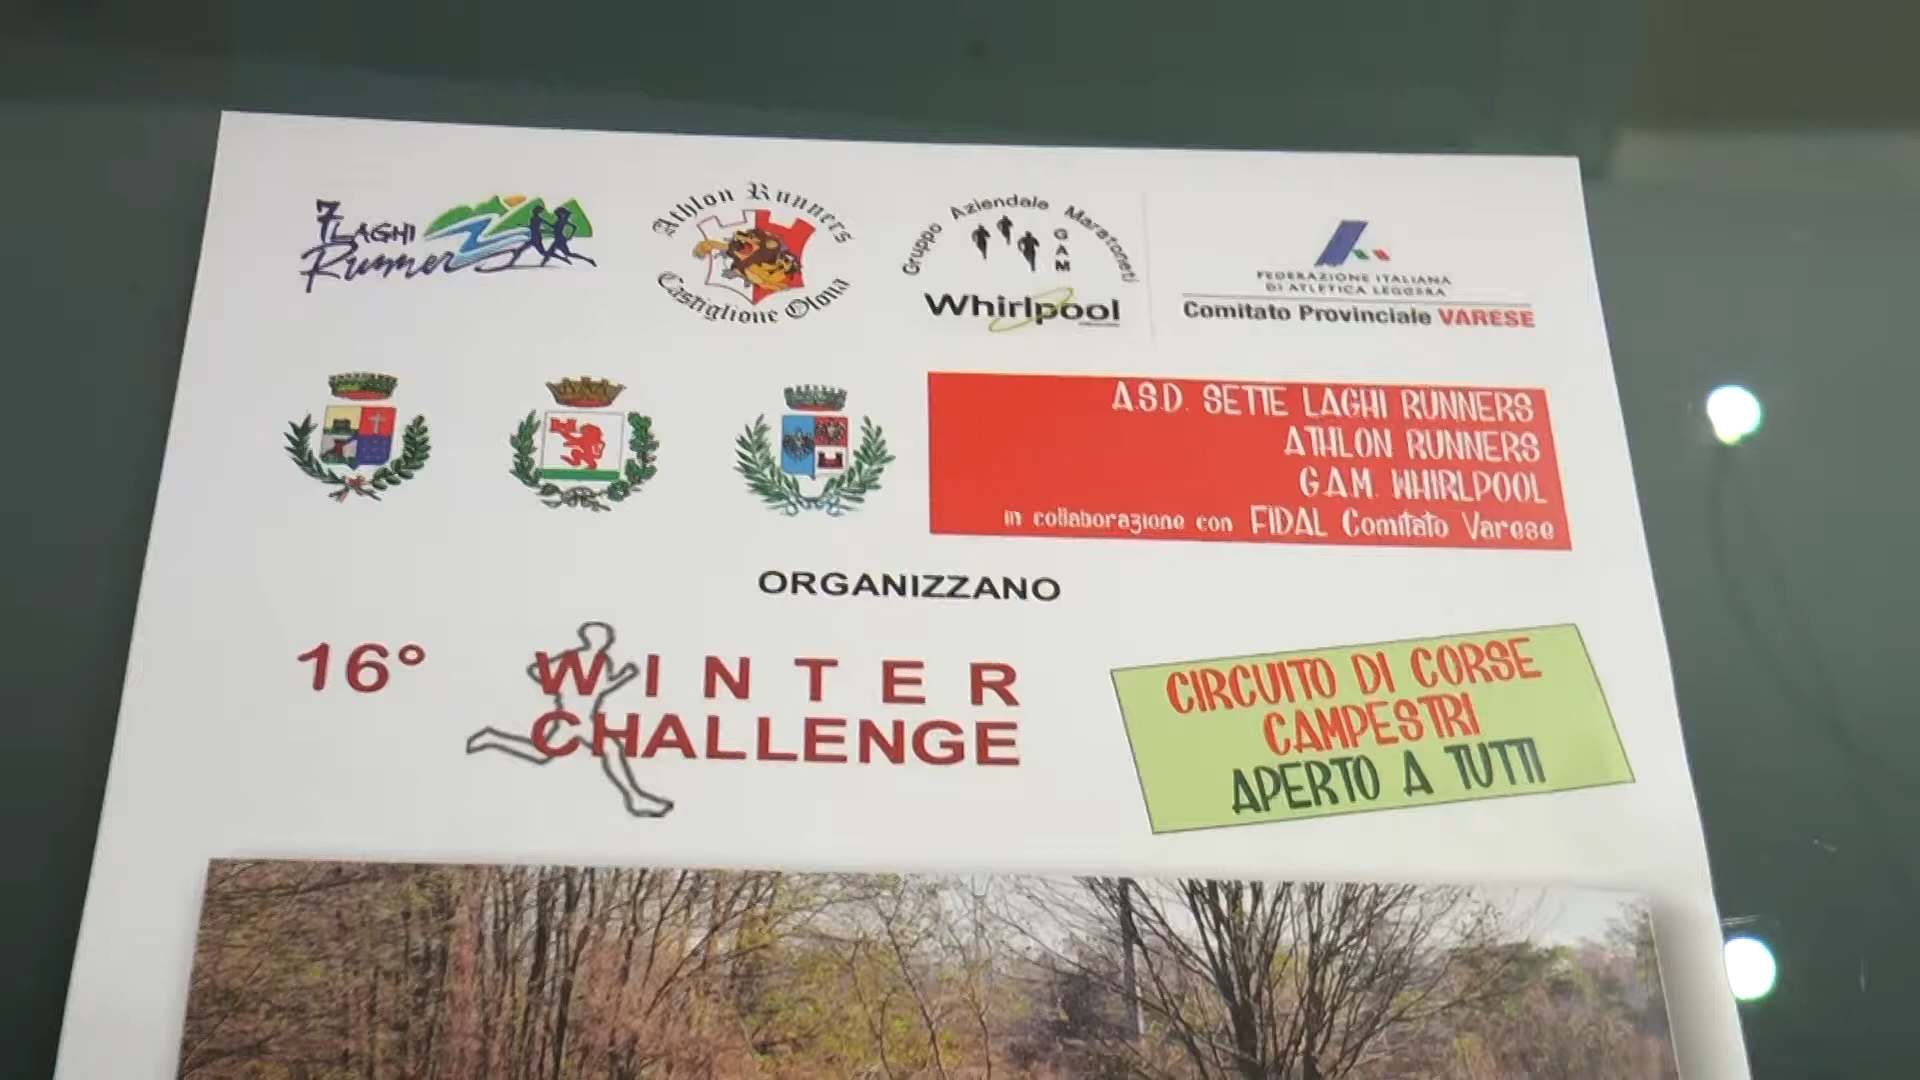 7 LAGHI
Runner
Athlon Runners
Castiglione Olona
Gruppo Aziendale Maratoneti
GAM
Whirlpool
FEDERAZIONE ITALIANA
DI ATLETICA LEGGERA
Comitato Provinciale VARESE
A.S.D. SETTE LAGHI RUNNERS
ATHLON RUNNERS
G.A.M. WHIRLPOOL
in collaborazione con FIDAL Comitato Varese
ORGANIZZANO
16° WINTER
CHALLENGE
CIRCUITO DI CORSE
CAMPESTRI
APERTO A TUTTI